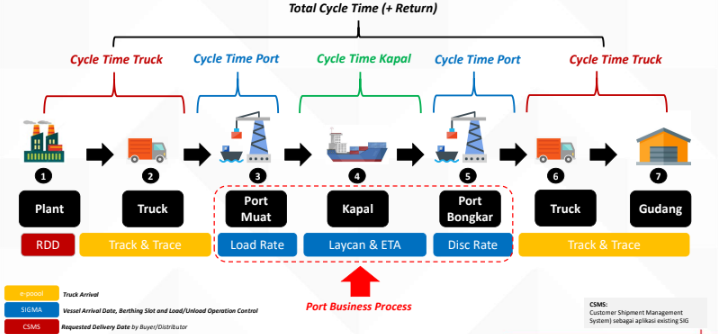 Total Cycle Time (+ Return)
Cycle Time Truck
Cycle Time Port
Cycle Time Kapal
Cycle Time Port
Cycle Time Truck
1
2
3
4
5
6
7
Plant
Truck
Port
Muat
Kapal
Port
Bongkar
Truck
Gudang
RDD
Track & Trace
Load Rate
Laycan & ETA
Disc Rate
Track & Trace
Port Business Process
e-poool Truck Arrival
SIGMA Vessel Arrival Date, Berthing Slot and Load/Unload Operation Control
CSMS Requested Delivery Date by Buyer/Distributor
CSMS:
Customer Shipment Management
System) sebagai aplikasi existing SIG